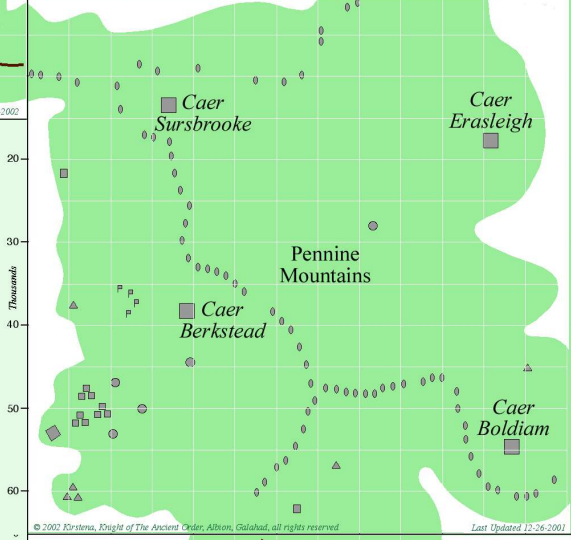 -2002
Caer
Sursbrooke
Caer
Erasleigh
20
30
Pennine
Mountains
Thousands
Caer
Berkstead
40
50
Caer
Boldiam
60
© 2002 Kirstena, Knight of The Ancient Order, Albion, Galahad, all rights reserved
Last Updated 12-26-2001